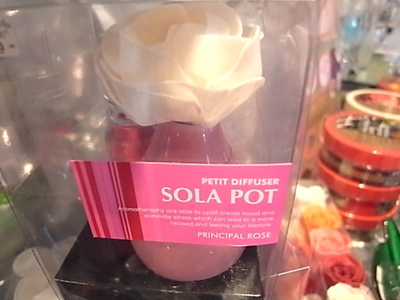 PETIT DIFFUSER
SOLA POT
Aromatheraphy are able to uplift, create mood and
eliminate stress which can lead to a more
relaxed and feeling your lifestyle.
PRINCIPAL ROSE